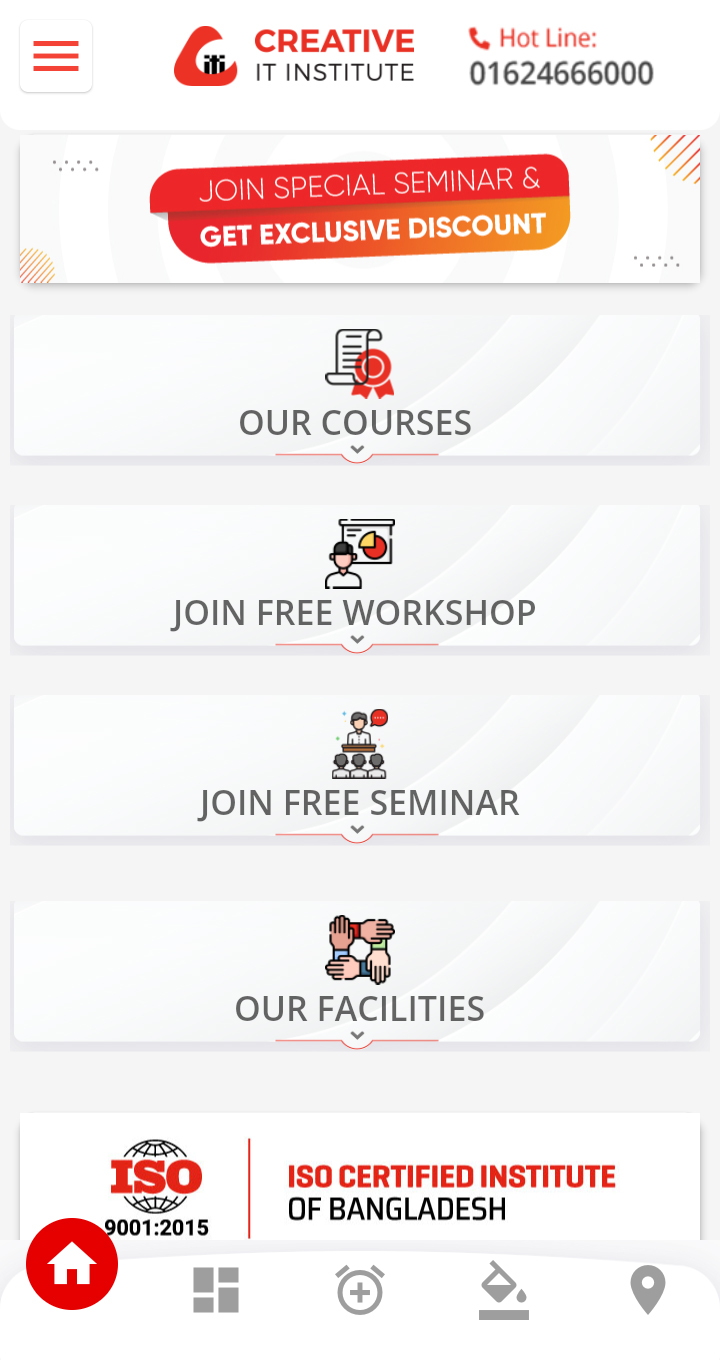 CREATIVE
IT INSTITUTE
Hot Line:
01624666000
JOIN SPECIAL SEMINAR &
GET EXCLUSIVE DISCOUNT
OUR COURSES
JOIN FREE WORKSHOP
JOIN FREE SEMINAR
OUR FACILITIES
ISO
9001:2015
ISO CERTIFIED INSTITUTE
OF BANGLADESH